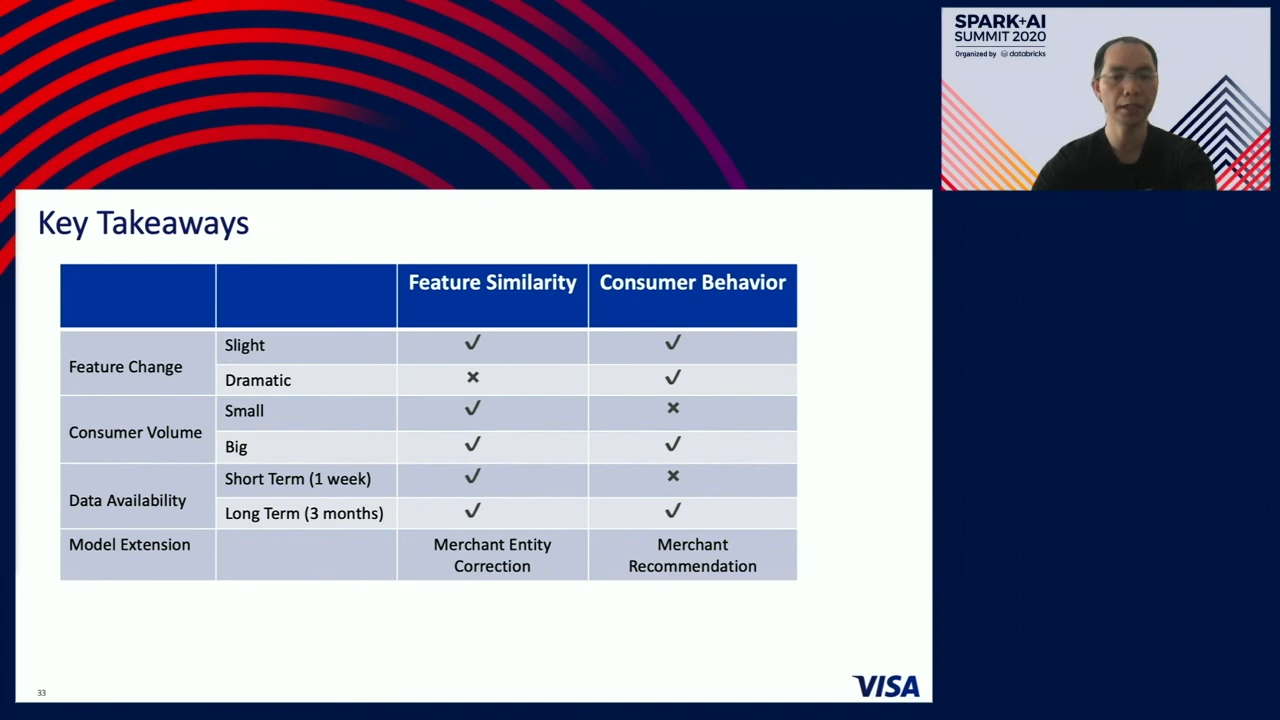 SPARK+AI
SUMMIT 2020
Organized by databricks
Key Takeaways
Feature Similarity Consumer Behavior
Feature Change
Slight ✓ ✓
Dramatic ✗ ✓
Consumer Volume
Small ✓ ✗
Big ✓ ✓
Data Availability
Short Term (1 week) ✓ ✗
Long Term (3 months) ✓ ✓
Model Extension
Merchant Entity
Correction
Merchant
Recommendation
33
VISA